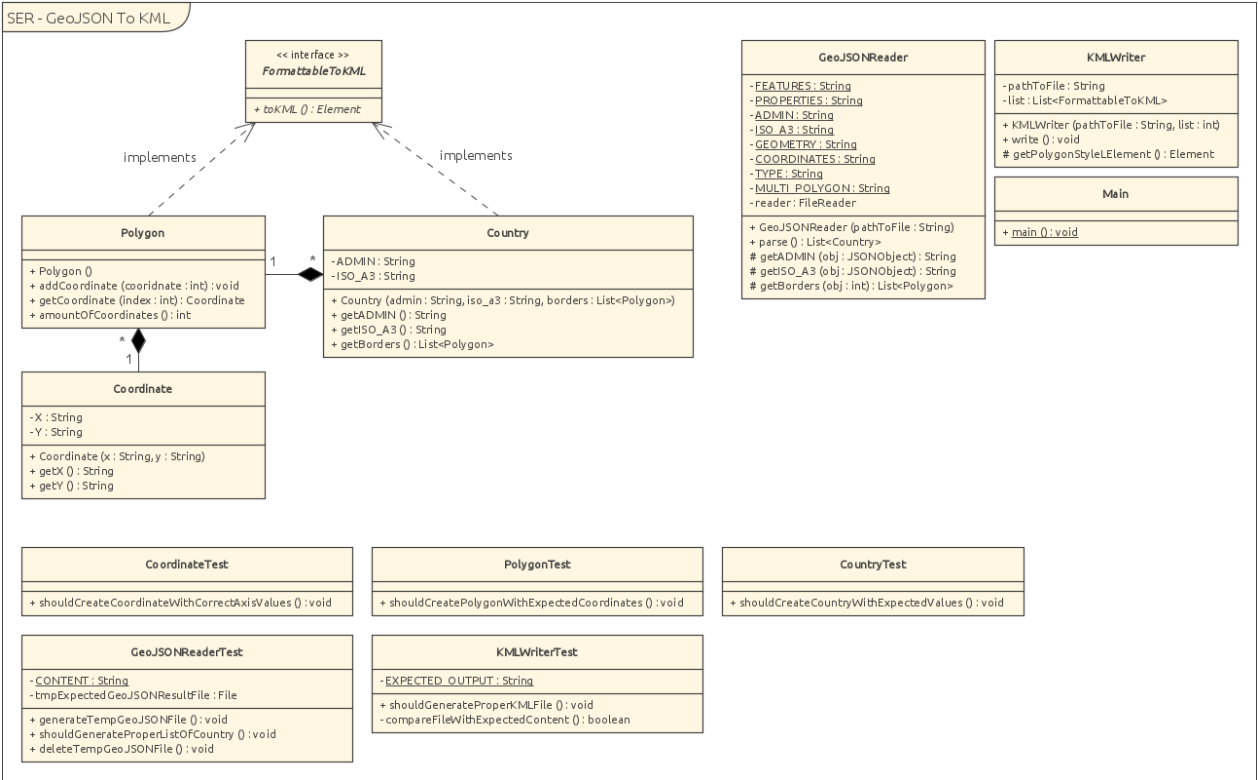 SER - GeoJSON To KML
<< interface >>
FormattableToKML
+ toKML () : Element
implements
implements
Polygon
+ Polygon ()
+ addCoordinate (cooridnate : int) : void
+ getCoordinate (index : int) : Coordinate
+ amountOfCoordinates () : int
1
*
Country
- ADMIN : String
- ISO_A3 : String
+ Country (admin : String, iso_a3 : String, borders : List<Polygon>)
+ getADMIN () : String
+ getISO_A3 () : String
+ getBorders () : List<Polygon>
*
1
Coordinate
- X : String
- Y : String
+ Coordinate (x : String, y : String)
+ getX () : String
+ getY () : String
GeoJSONReader
- FEATURES : String
- PROPERTIES : String
- ADMIN : String
- ISO_A3 : String
- GEOMETRY : String
- COORDINATES : String
- TYPE : String
- MULTI_POLYGON : String
- reader : FileReader
+ GeoJSONReader (pathToFile : String)
+ parse () : List<Country>
# getADMIN (obj : JSONObject) : String
# getISO_A3 (obj : JSONObject) : String
# getBorders (obj : int) : List<Polygon>
KMLWriter
- pathToFile : String
- list : List<FormattableToKML>
+ KMLWriter (pathToFile : String, list : int)
+ write () : void
# getPolygonStyleLElement () : Element
Main
+ main () : void
CoordinateTest
+ shouldCreateCoordinateWithCorrectAxisValues () : void
PolygonTest
+ shouldCreatePolygonWithExpectedCoordinates () : void
CountryTest
+ shouldCreateCountryWithExpectedValues () : void
GeoJSONReaderTest
- CONTENT : String
- tmpExpectedGeoJSONResultFile : File
+ generateTempGeoJSONFile () : void
+ shouldGenerateProperListOfCountry () : void
+ deleteTempGeoJSONFile () : void
KMLWriterTest
- EXPECTED_OUTPUT : String
+ shouldGenerateProperKMLFile () : void
- compareFileWithExpectedContent () : boolean